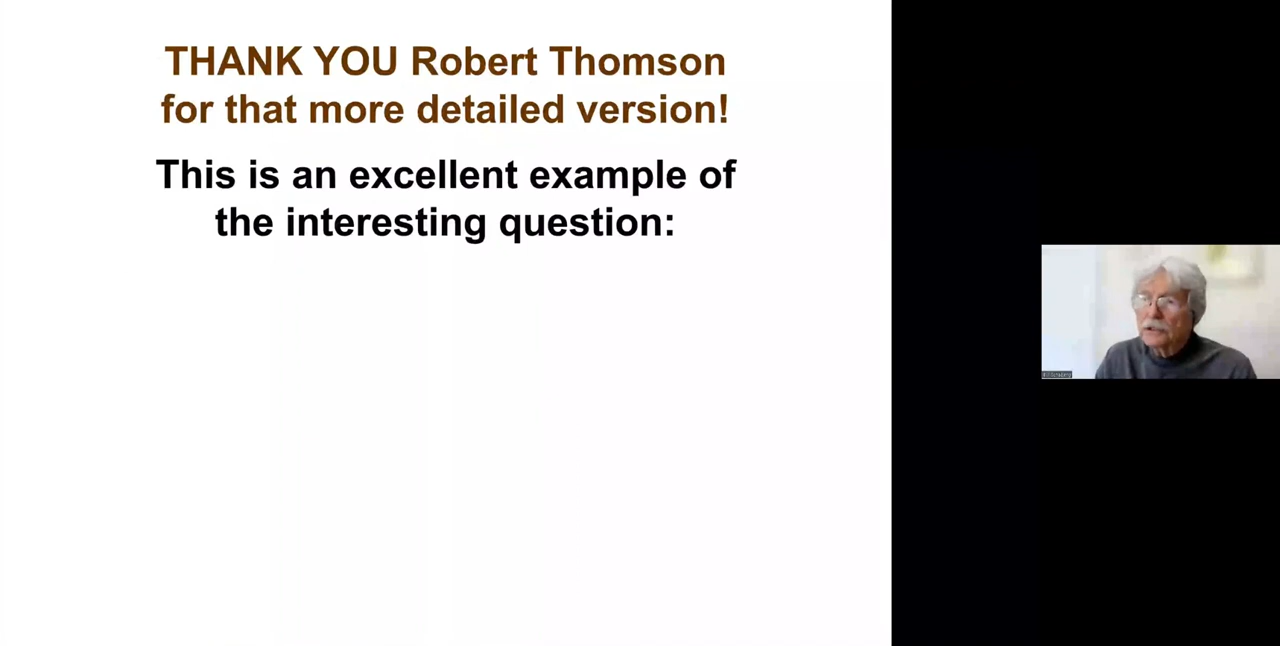 THANK YOU Robert Thomson
for that more detailed version!
This is an excellent example of
the interesting question: